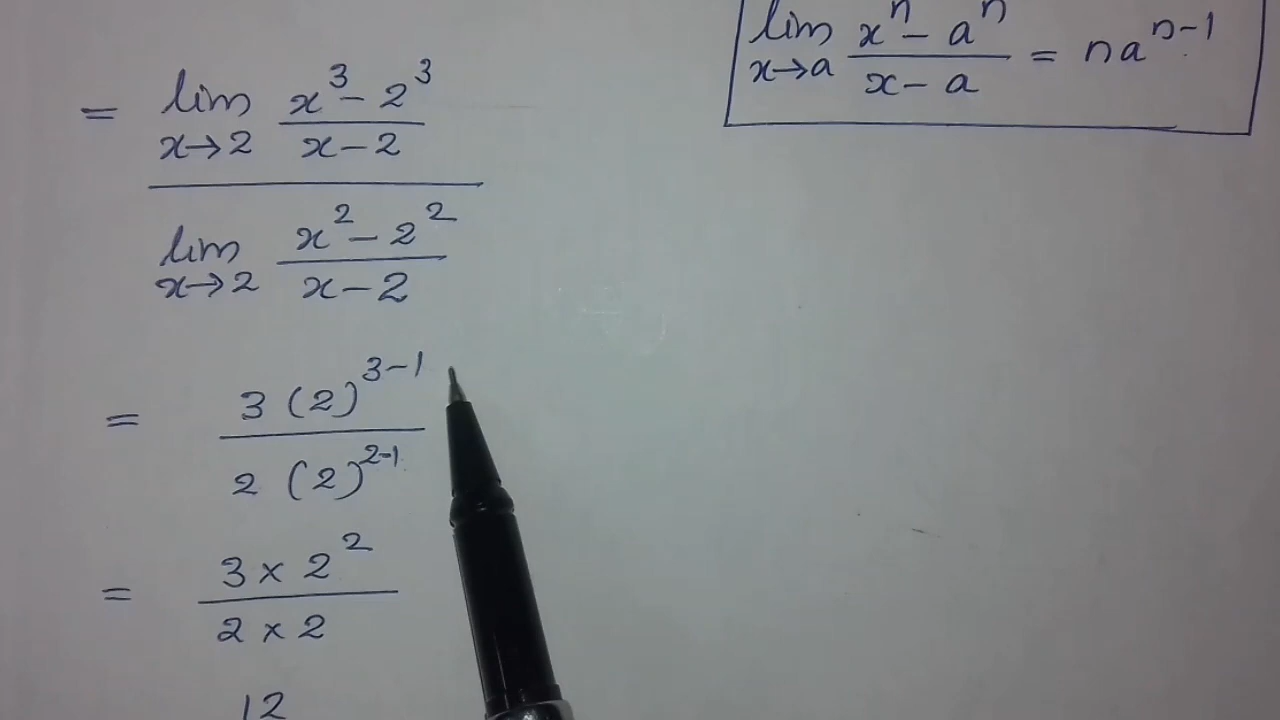 lim x→a (xⁿ - aⁿ)/(x - a) = naⁿ⁻¹
= (lim x→2 (x³ - 2³)/(x - 2)) / (lim x→2 (x² - 2²)/(x - 2))
= 3(2)³⁻¹ / 2(2)²⁻¹
= 3 × 2² / 2 × 2
12